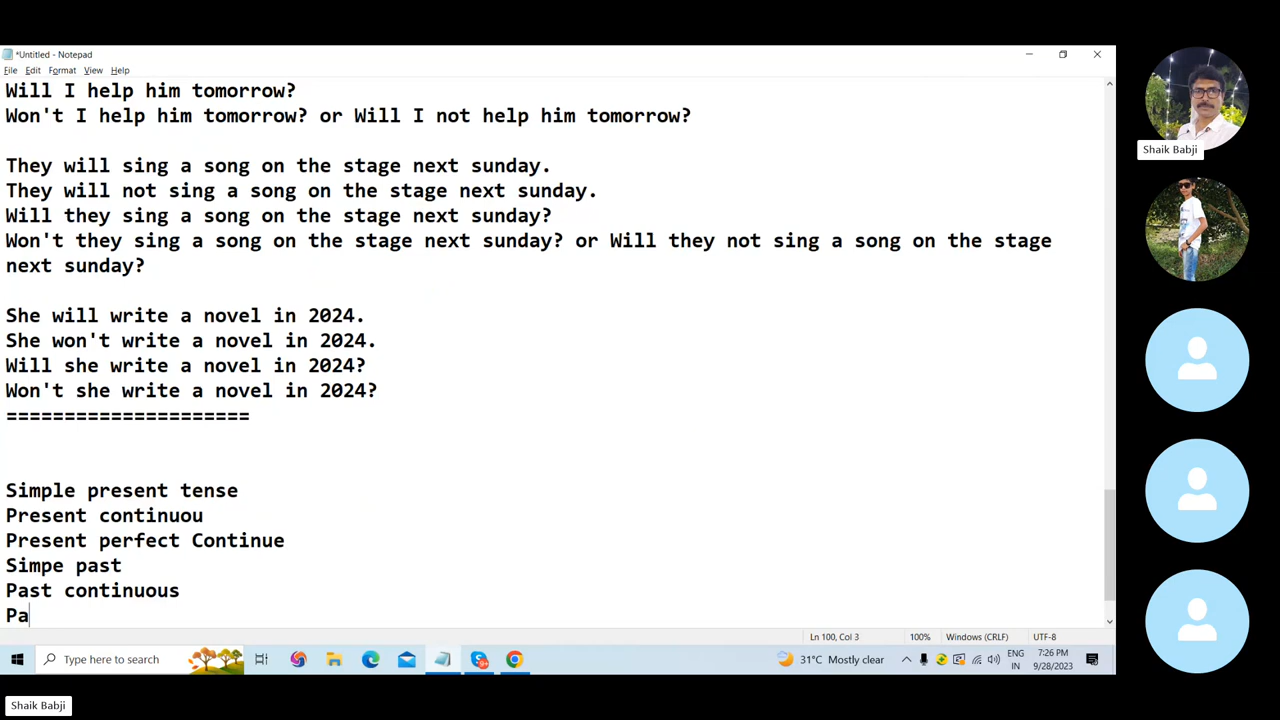 *Untitled - Notepad
File Edit Format View Help
Will I help him tomorrow?
Won't I help him tomorrow? or Will I not help him tomorrow?
They will sing a song on the stage next sunday.
They will not sing a song on the stage next sunday.
Will they sing a song on the stage next sunday?
Won't they sing a song on the stage next sunday? or Will they not sing a song on the stage
next sunday?
She will write a novel in 2024.
She won't write a novel in 2024.
Will she write a novel in 2024?
Won't she write a novel in 2024?
=====================
Simple present tense
Present continuou
Present perfect Continue
Simpe past
Past continuous
Pa
Ln 100, Col 3 100% Windows (CRLF) UTF-8
Type here to search
31°C Mostly clear
ENG
IN
7:26 PM
9/28/2023
Shaik Babji
Shaik Babji